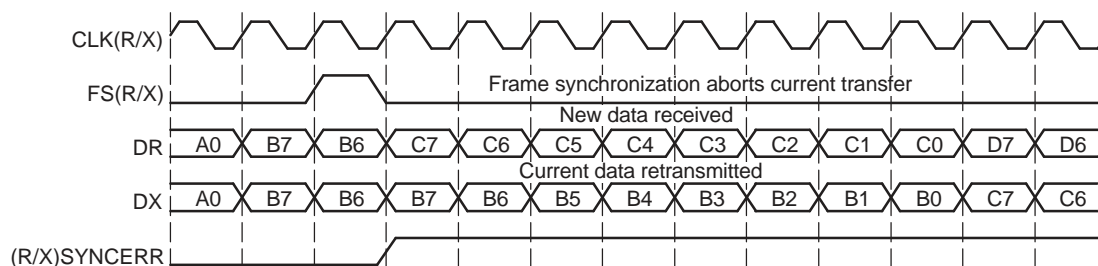 CLK(R/X)
FS(R/X) Frame synchronization aborts current transfer
New data received
DR A0 B7 B6 C7 C6 C5 C4 C3 C2 C1 C0 D7 D6
Current data retransmitted
DX A0 B7 B6 B7 B6 B5 B4 B3 B2 B1 B0 C7 C6
(R/X)SYNCERR